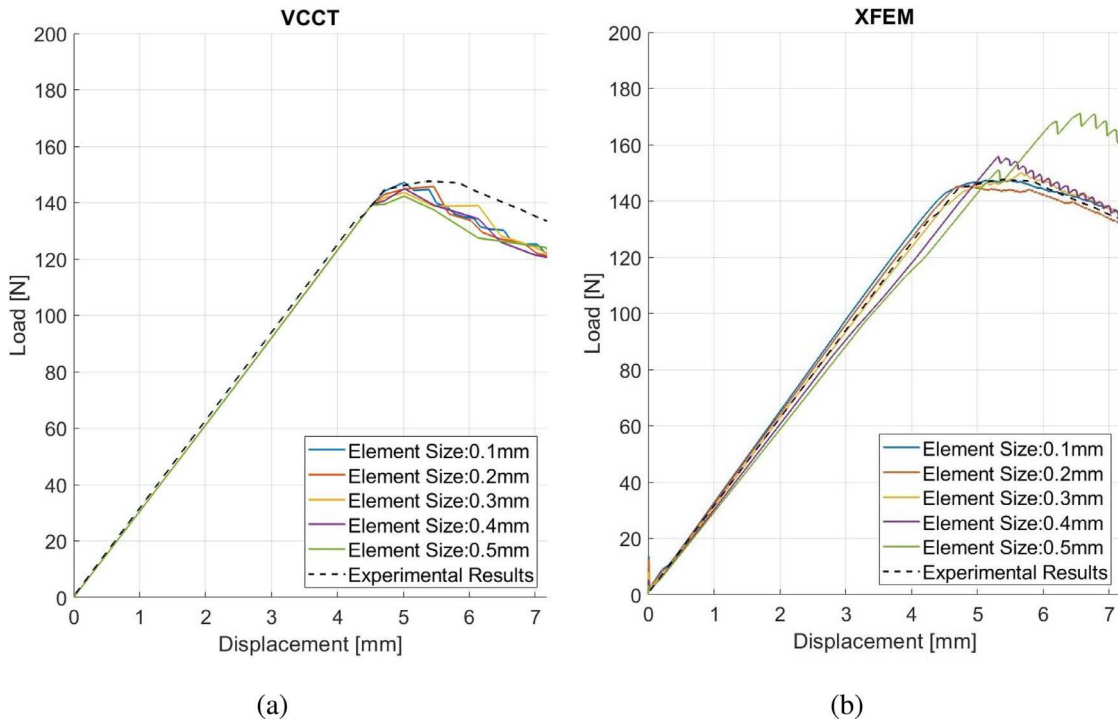 VCCT
200
180
160
140
120
100
80
60
40
20
0
Load [N]
0 1 2 3 4 5 6 7
Displacement [mm]
Element Size:0.1mm
Element Size:0.2mm
Element Size:0.3mm
Element Size:0.4mm
Element Size:0.5mm
Experimental Results
(a)
XFEM
200
180
160
140
120
100
80
60
40
20
0
Load [N]
0 1 2 3 4 5 6 7
Displacement [mm]
Element Size:0.1mm
Element Size:0.2mm
Element Size:0.3mm
Element Size:0.4mm
Element Size:0.5mm
Experimental Results
(b)